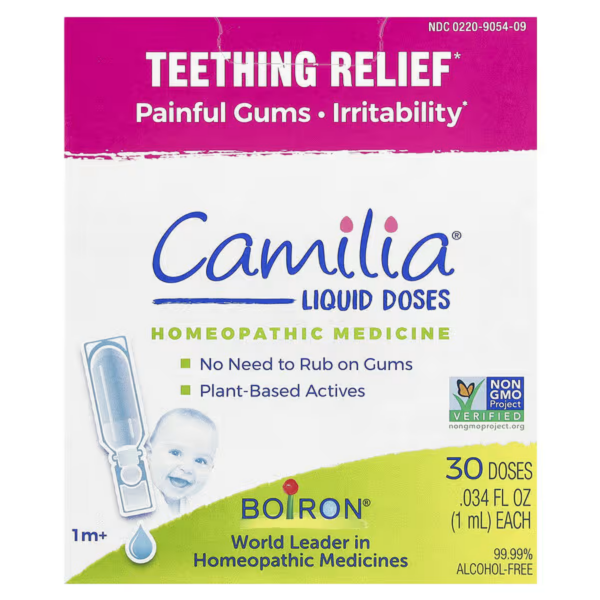 NDC 0220-9054-09
TEETHING RELIEF*
Painful Gums • Irritability*
Camilia®
LIQUID DOSES
HOMEOPATHIC MEDICINE
No Need to Rub on Gums
Plant-Based Actives
NON
GMO
Project
VERIFIED
nongmoproject.org
30 DOSES
.034 FL OZ
(1 mL) EACH
BOIRON®
1m+
World Leader in
Homeopathic Medicines
99.99%
ALCOHOL-FREE